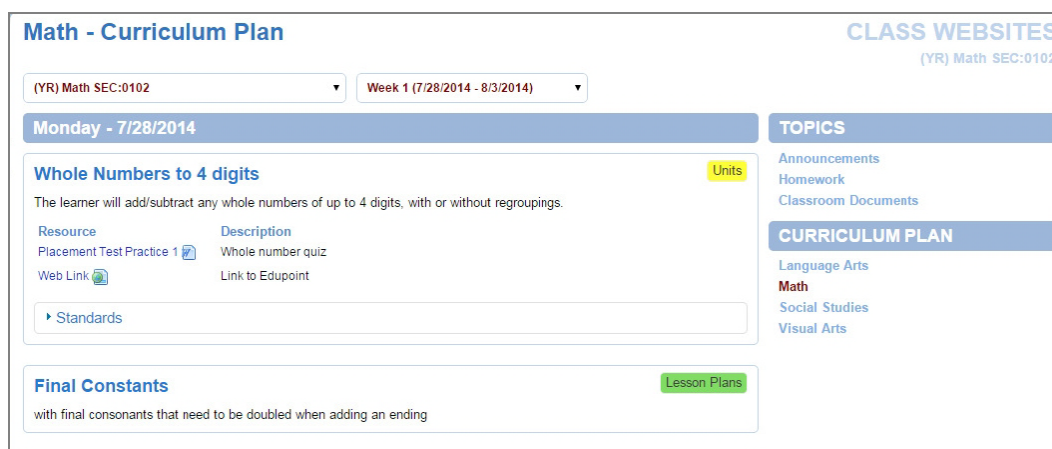 Math - Curriculum Plan
CLASS WEBSITES
(YR) Math SEC:0102
(YR) Math SEC:0102
Week 1 (7/28/2014 - 8/3/2014)
Monday - 7/28/2014
Whole Numbers to 4 digits
Units
The learner will add/subtract any whole numbers of up to 4 digits, with or without regroupings.
Resource Description
Placement Test Practice 1 Whole number quiz
Web Link Link to Edupoint
Standards
Final Constants
Lesson Plans
with final consonants that need to be doubled when adding an ending
TOPICS
Announcements
Homework
Classroom Documents
CURRICULUM PLAN
Language Arts
Math
Social Studies
Visual Arts